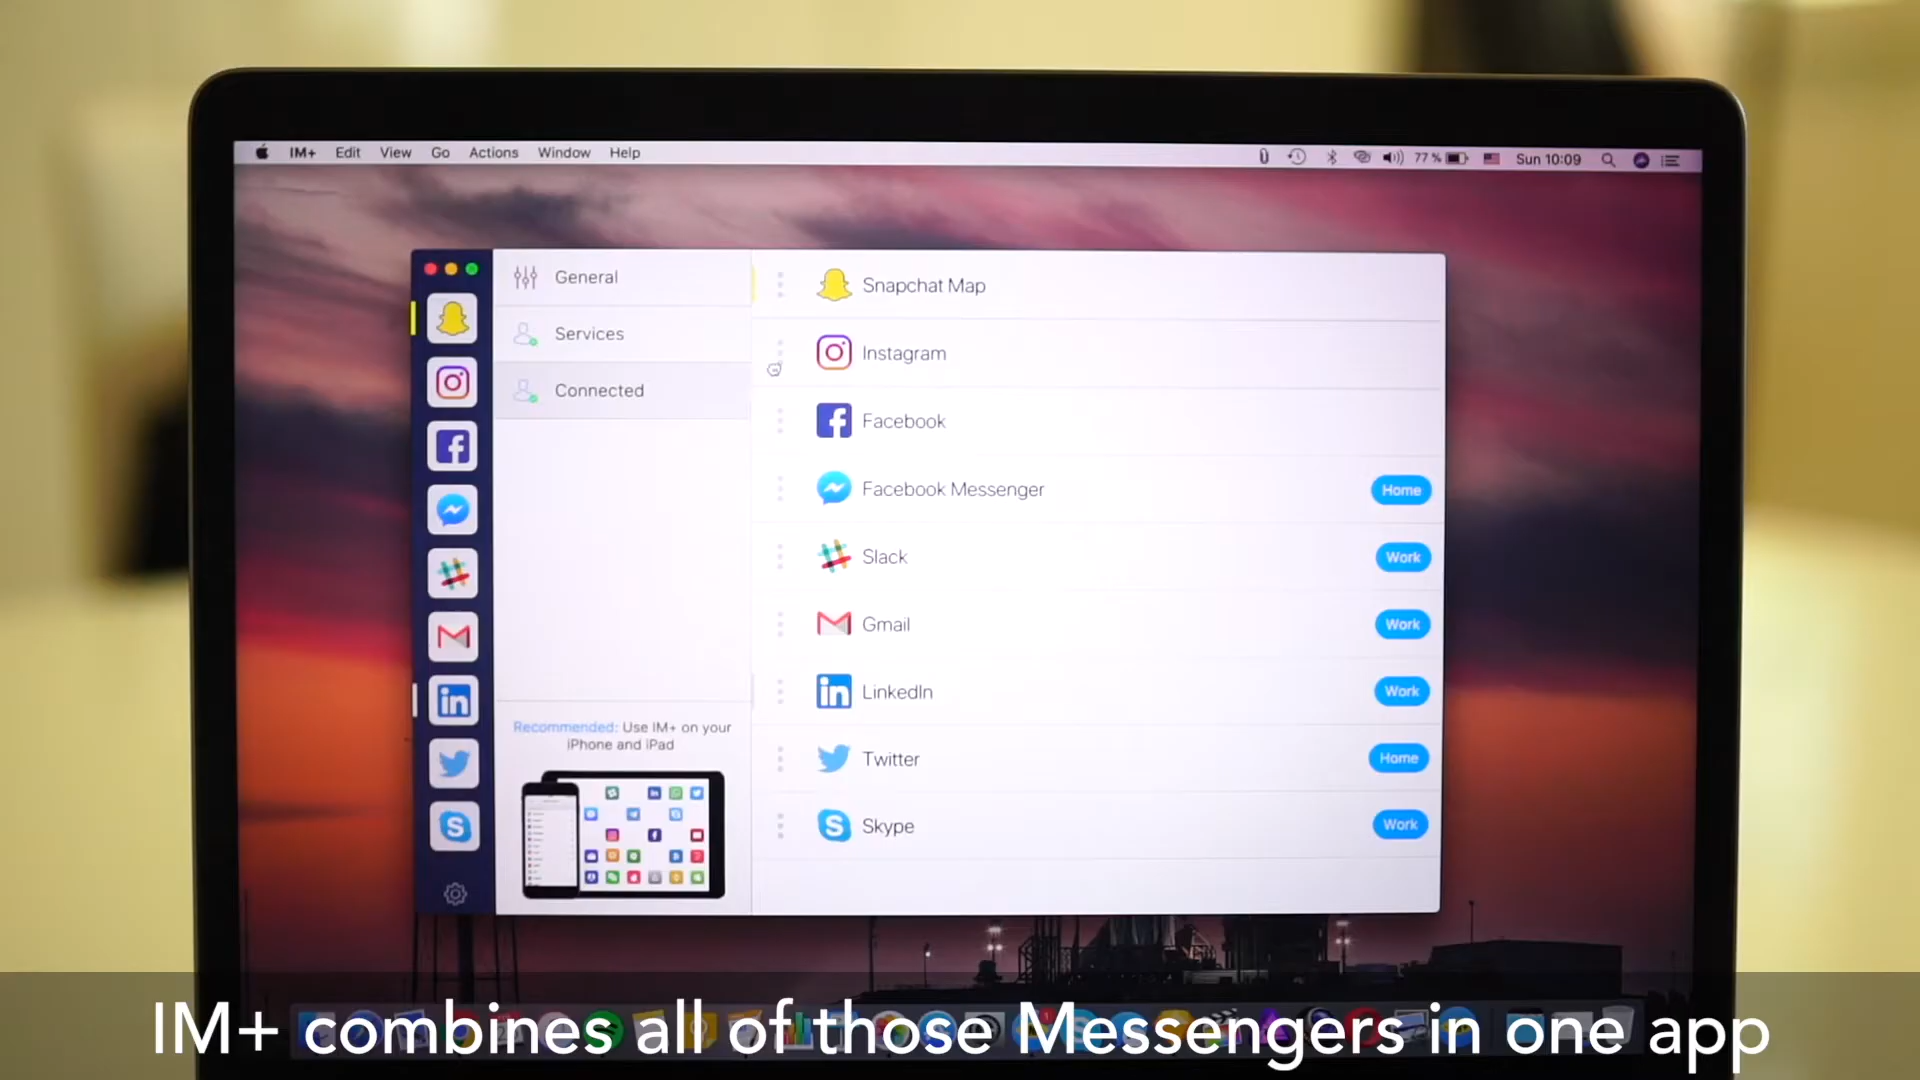 IM+ Edit View Go Actions Window Help
77% Sun 10:09
General
Services
Connected
Snapchat Map
Instagram
Facebook
Facebook Messenger Home
Slack Work
Gmail Work
LinkedIn Work
Twitter Home
Skype Work
Recommended: Use IM+ on your
iPhone and iPad
IM+ combines all of those Messengers in one app